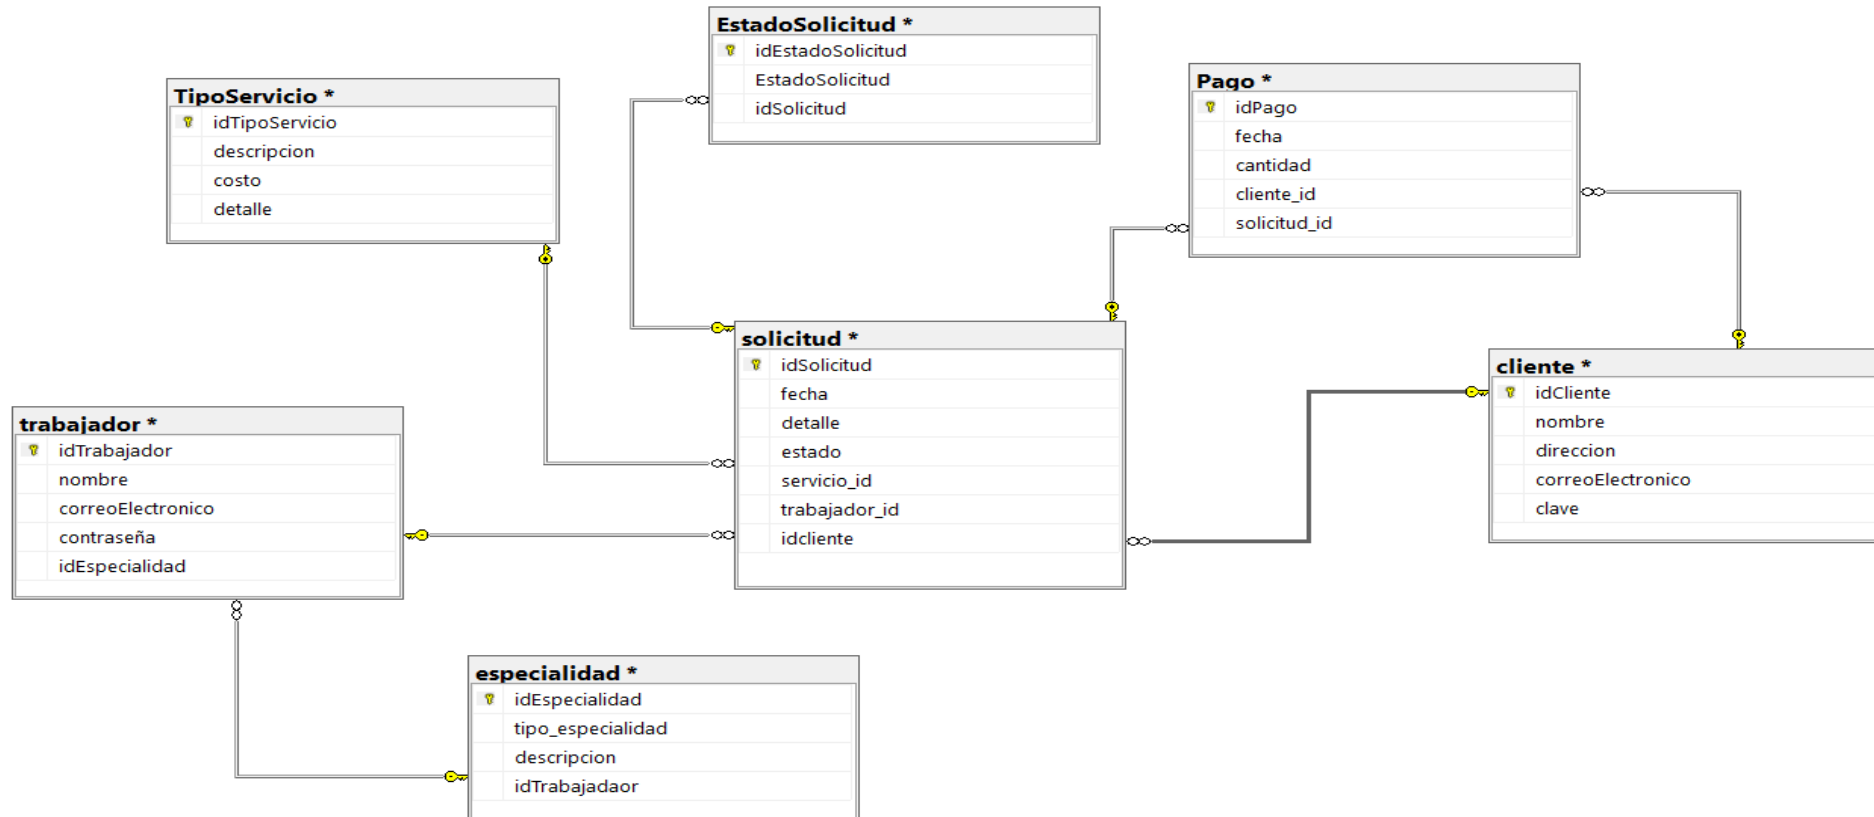 EstadoSolicitud *
idEstadoSolicitud
EstadoSolicitud
idSolicitud
TipoServicio *
idTipoServicio
descripcion
costo
detalle
Pago *
idPago
fecha
cantidad
cliente_id
solicitud_id
solicitud *
idSolicitud
fecha
detalle
estado
servicio_id
trabajador_id
idcliente
cliente *
idCliente
nombre
direccion
correoElectronico
clave
trabajador *
idTrabajador
nombre
correoElectronico
contraseña
idEspecialidad
especialidad *
idEspecialidad
tipo_especialidad
descripcion
idTrabajadaor